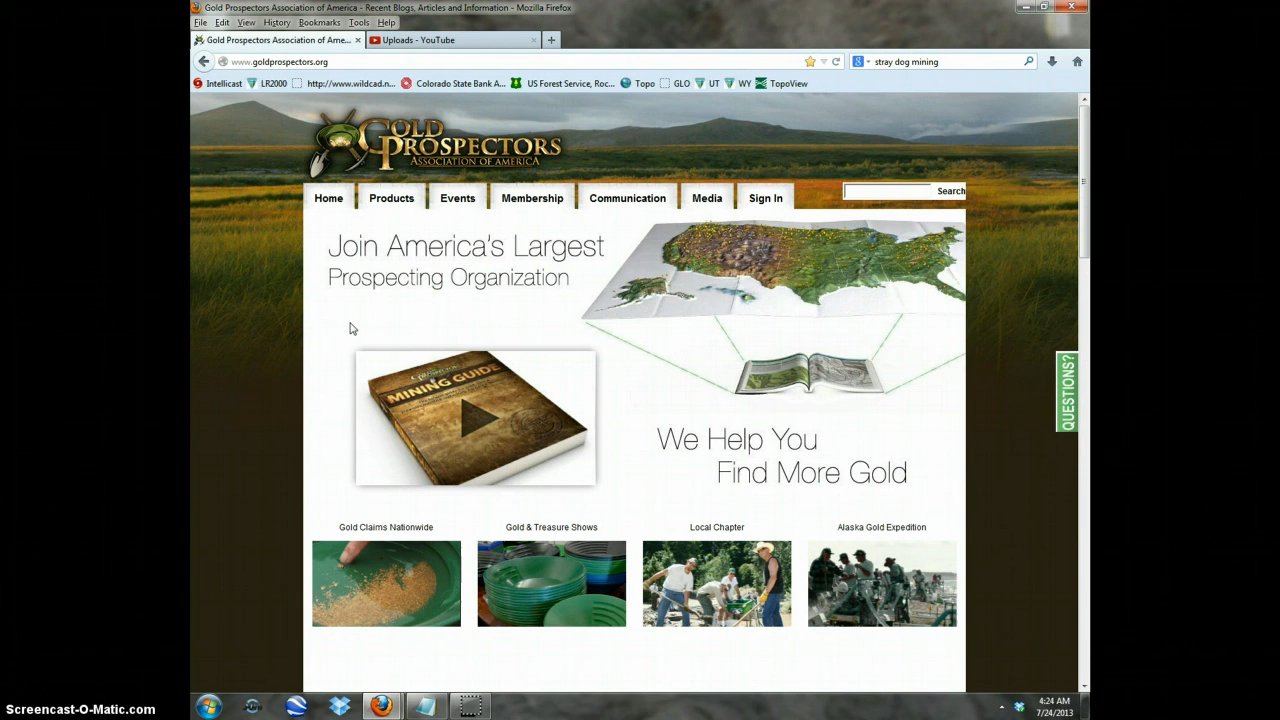 Gold Prospectors Association of America - Recent Blogs, Articles and Information - Mozilla Firefox
File Edit View History Bookmarks Tools Help
Gold Prospectors Association of Ame... Uploads - YouTube
www.goldprospectors.org stray dog mining
Intellicast LR2000 http://www.wildcad.n... Colorado State Bank A... US Forest Service, Roc... Topo GLO UT WY TopoView
GOLD
PROSPECTORS
ASSOCIATION OF AMERICA
Home Products Events Membership Communication Media Sign In Search
Join America's Largest
Prospecting Organization
MINING GUIDE
QUESTIONS?
We Help You
Find More Gold
Gold Claims Nationwide Gold & Treasure Shows Local Chapter Alaska Gold Expedition
4:24 AM
7/24/2013
Screencast-O-Matic.com